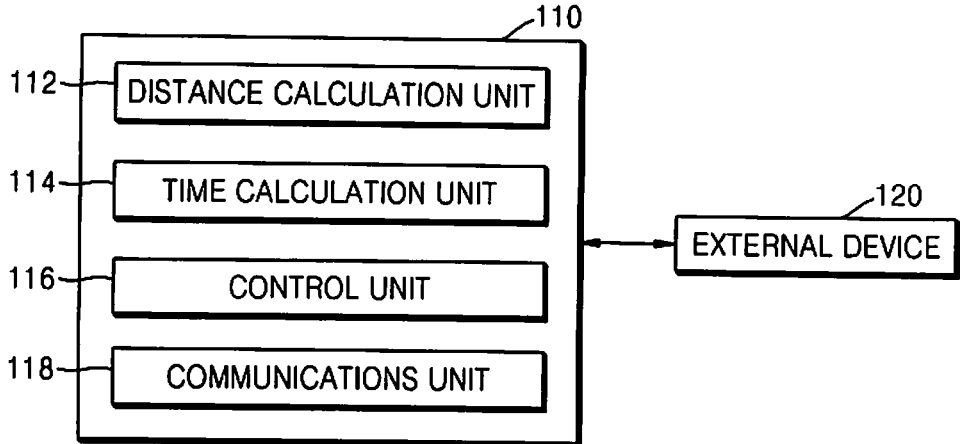 110
112
DISTANCE CALCULATION UNIT
114
TIME CALCULATION UNIT
120
EXTERNAL DEVICE
116
CONTROL UNIT
118
COMMUNICATIONS UNIT